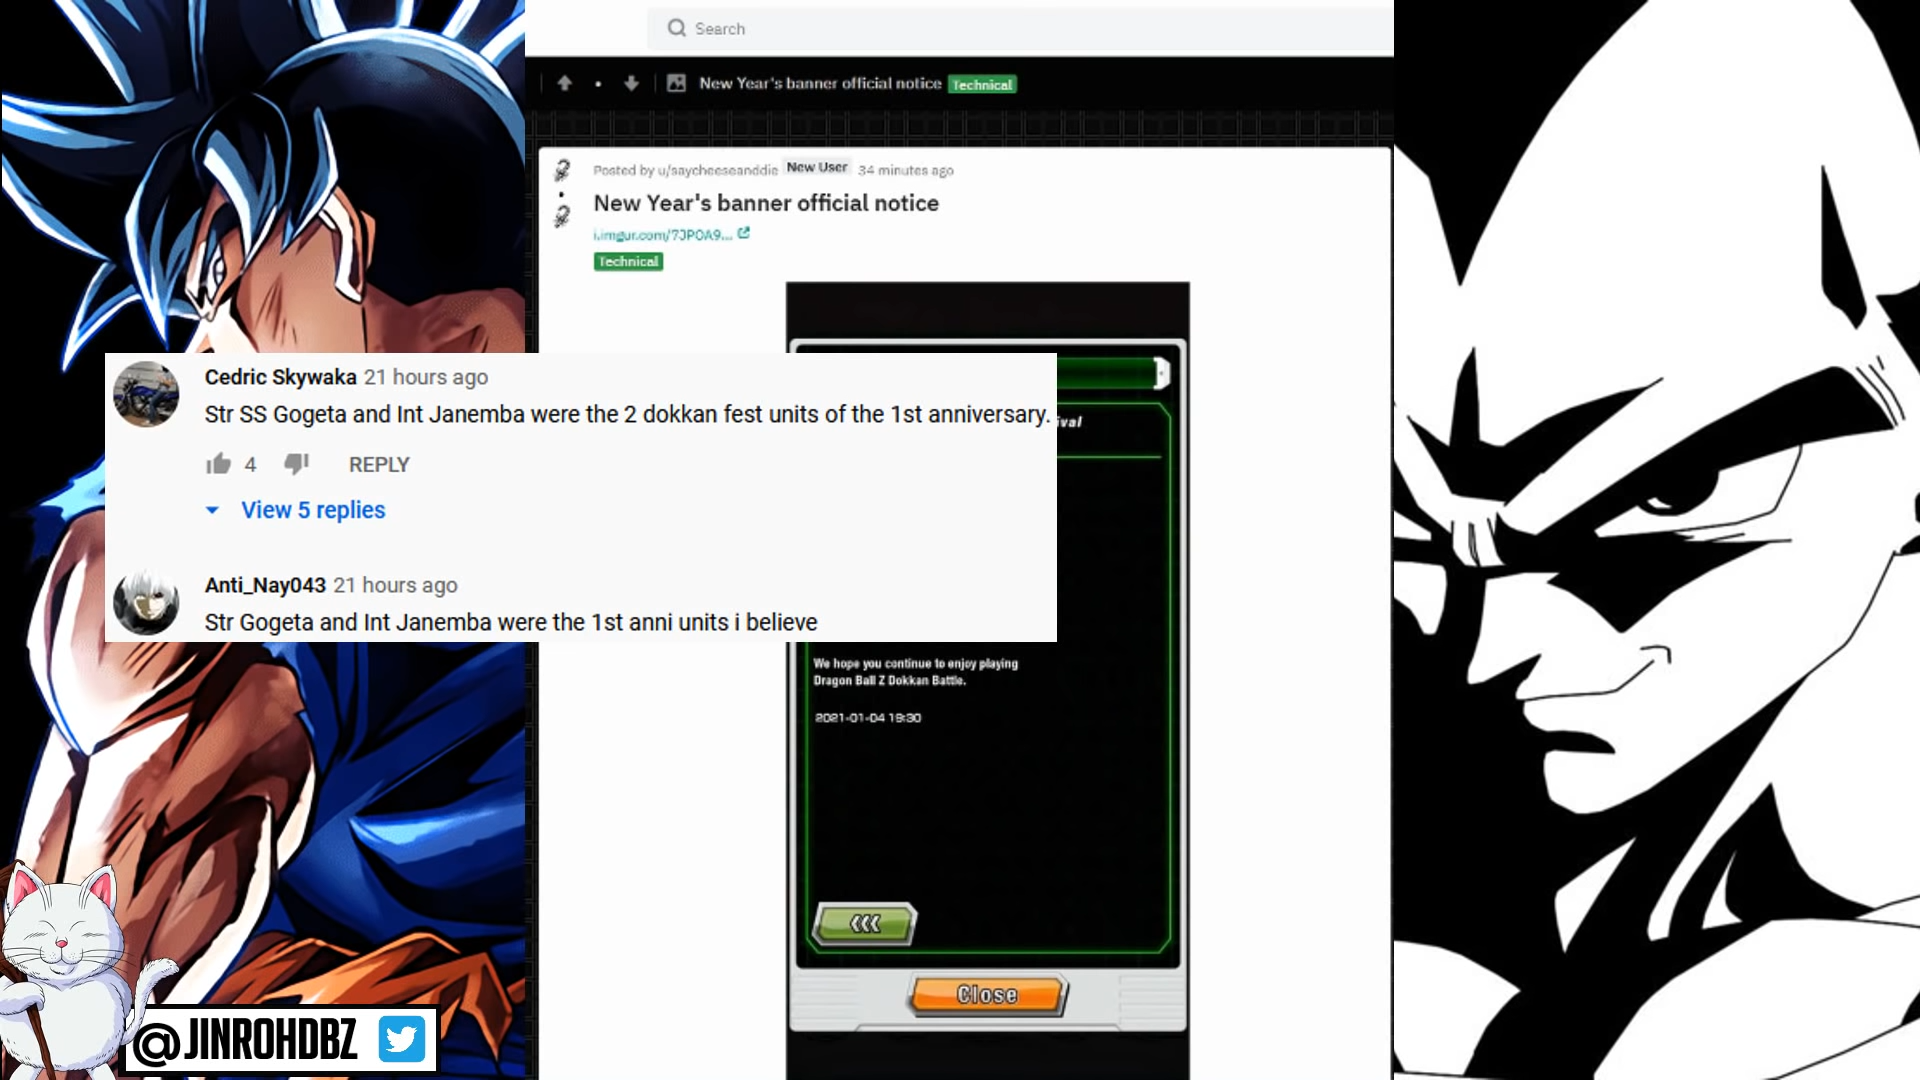 Search
New Year's banner official notice Technical
Posted by u/saycheeseanddie New User 34 minutes ago
New Year's banner official notice
i.imgur.com/7JPOA9...
Technical
ival
Cedric Skywaka 21 hours ago
Str SS Gogeta and Int Janemba were the 2 dokkan fest units of the 1st anniversary.
4 REPLY
View 5 replies
Anti_Nay043 21 hours ago
Str Gogeta and Int Janemba were the 1st anni units i believe
We hope you continue to enjoy playing
Dragon Ball Z Dokkan Battle.
2021-01-04 19:30
Close
@JINROHDBZ